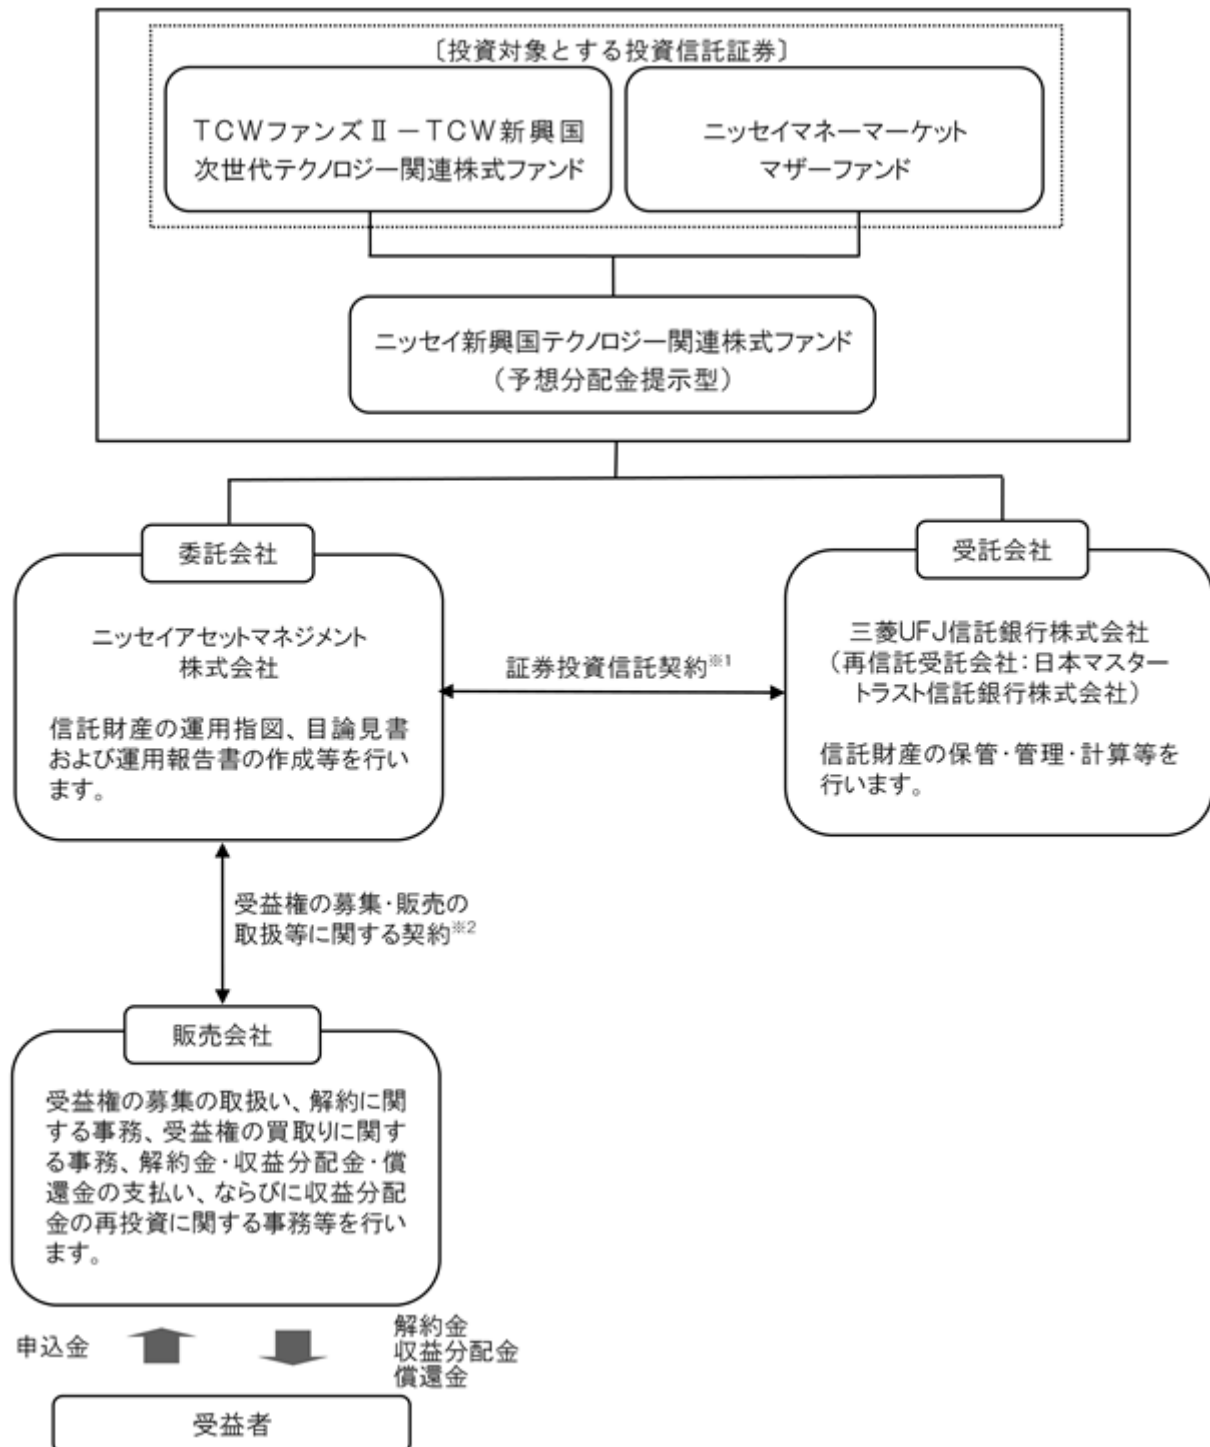 〔投資対象とする投資信託証券〕
TCWファンズⅡ－TCW新興国
次世代テクノロジー関連株式ファンド
ニッセイマネーマーケット
マザーファンド
ニッセイ新興国テクノロジー関連株式ファンド
（予想分配金提示型）
委託会社
ニッセイアセットマネジメント
株式会社
信託財産の運用指図、目論見書
および運用報告書の作成等を行い
ます。
証券投資信託契約※1
受託会社
三菱UFJ信託銀行株式会社
（再信託受託会社：日本マスター
トラスト信託銀行株式会社）
信託財産の保管・管理・計算等を
行います。
受益権の募集・販売の
取扱等に関する契約※2
販売会社
受益権の募集の取扱い、解約に関
する事務、受益権の買取りに関す
る事務、解約金・収益分配金・償
還金の支払い、ならびに収益分配
金の再投資に関する事務等を行い
ます。
申込金
解約金
収益分配金
償還金
受益者